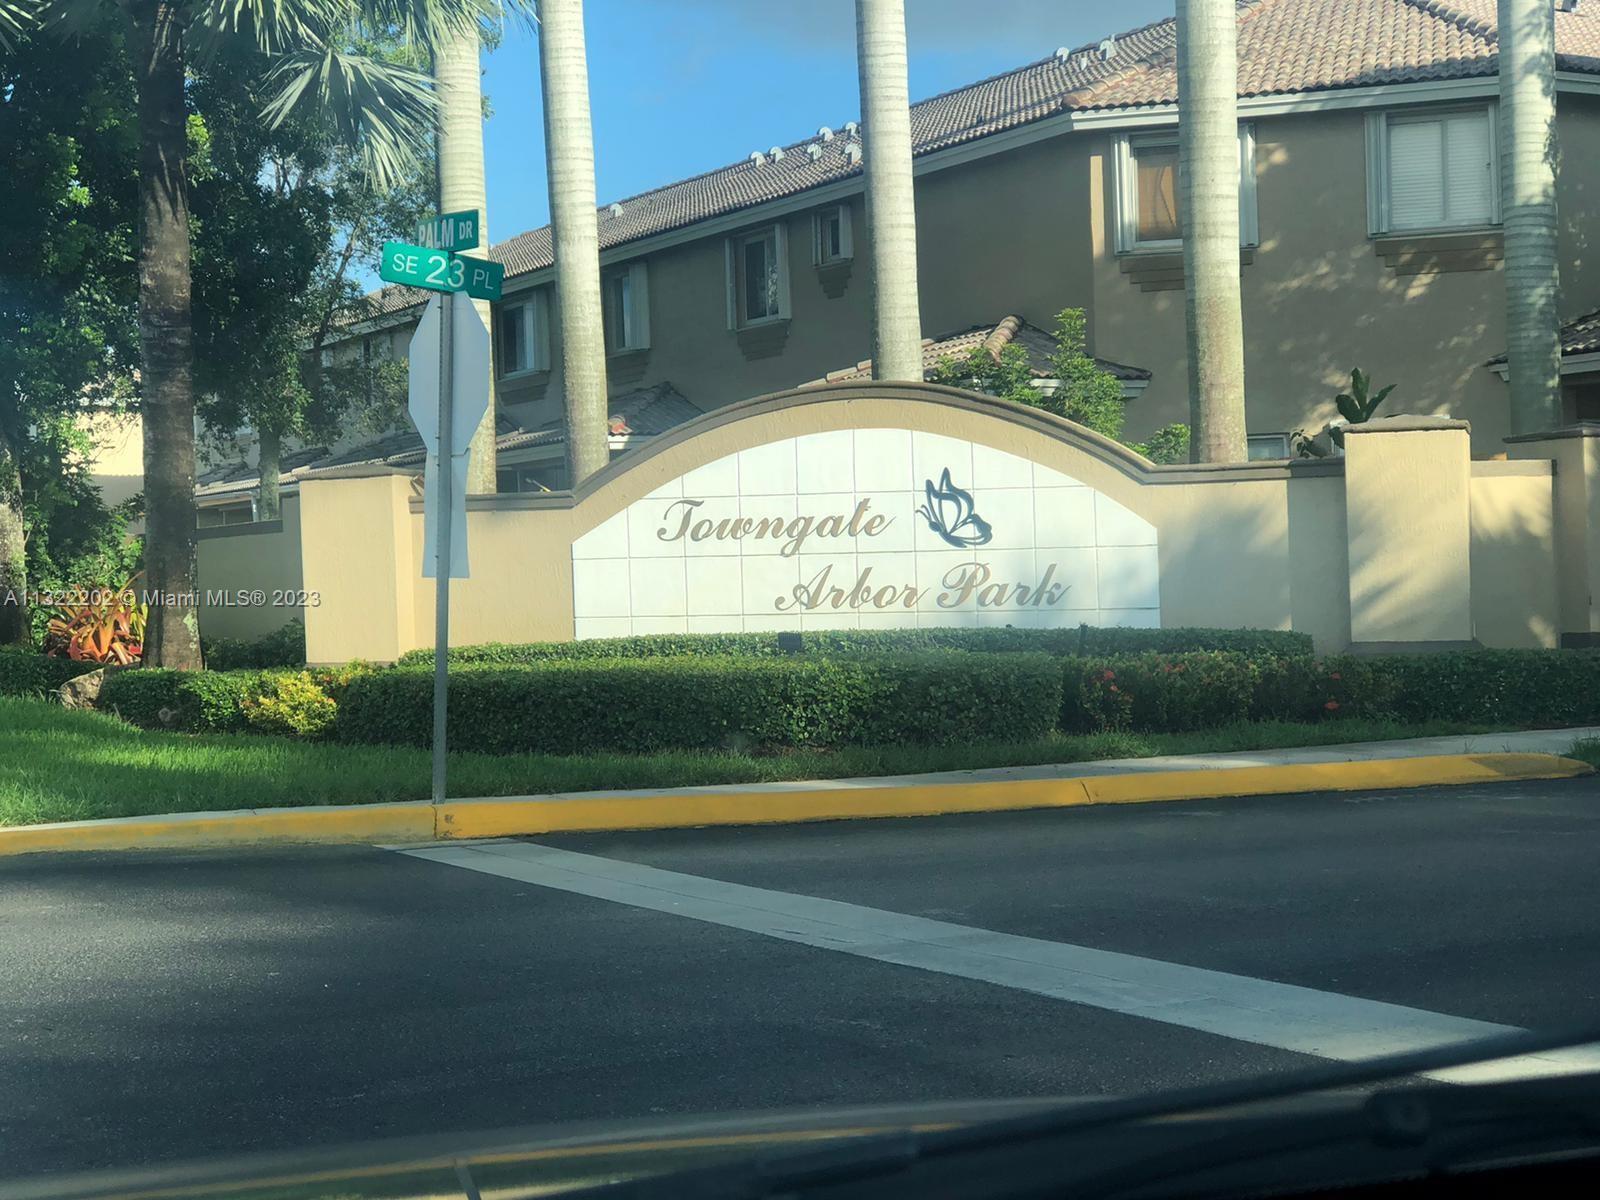 PALM DR
SE 23 PL
Towngate
Arbor Park
A11322202 © Miami MLS® 2023